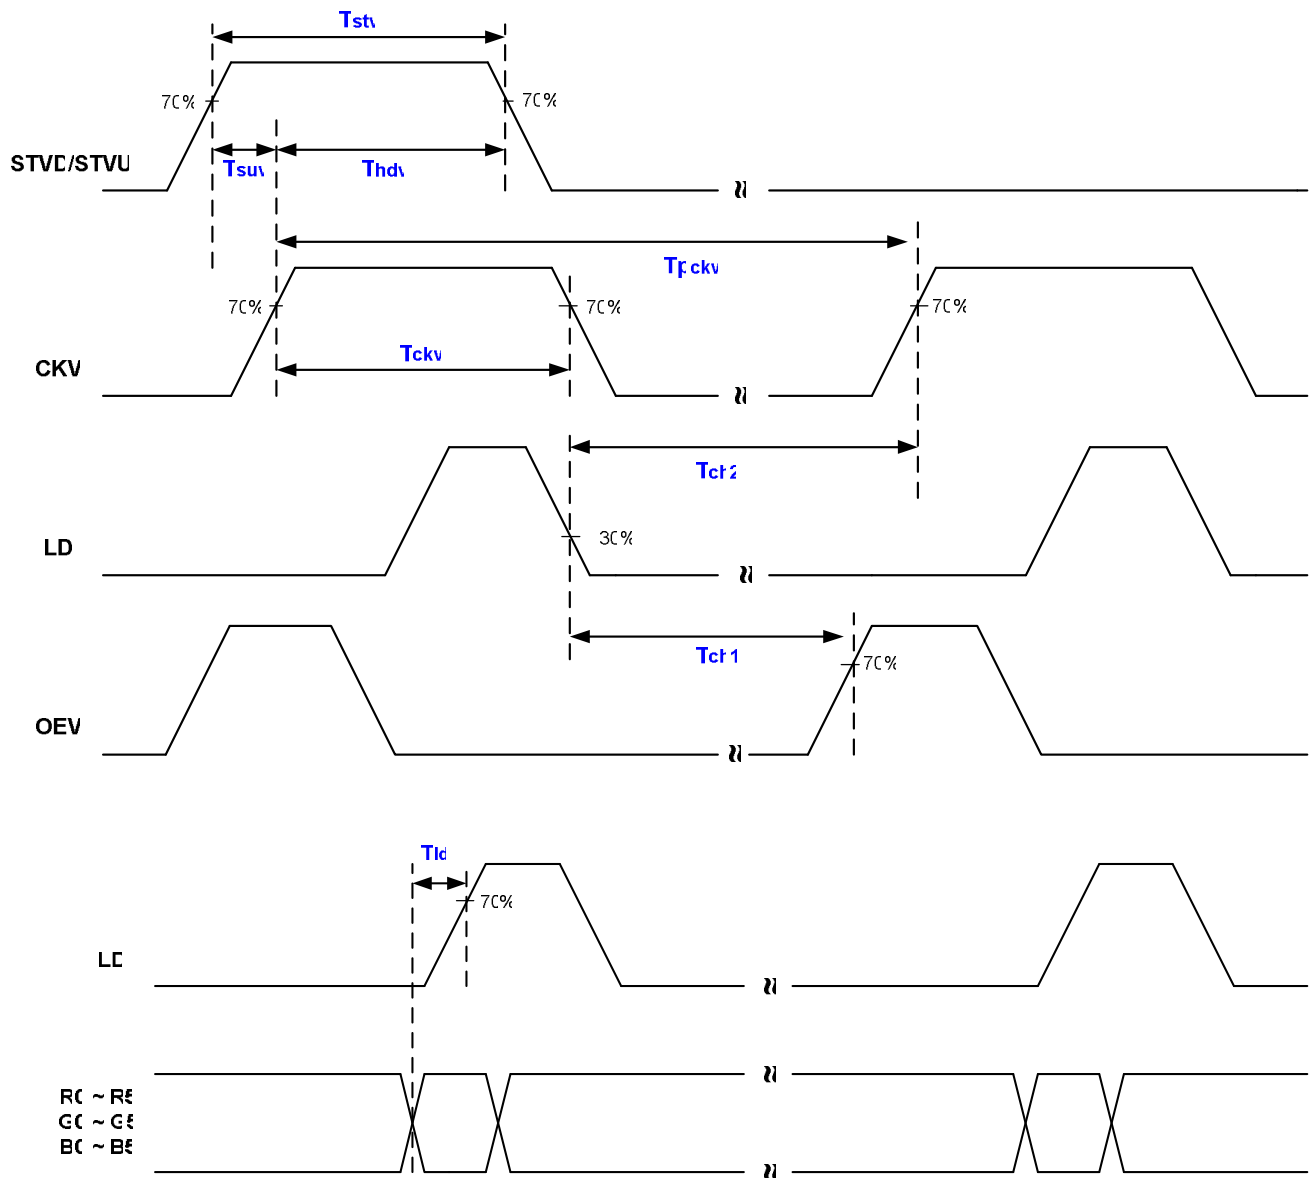 Tstv
70%
70%
STVD/STVU
Tsuv
Thdv
Tpckv
70%
70%
70%
Tckv
CKV
Tch2
30%
LD
Tch1
70%
OEV
Tld
70%
LD
R0 ~ R5
G0 ~ G5
B0 ~ B5